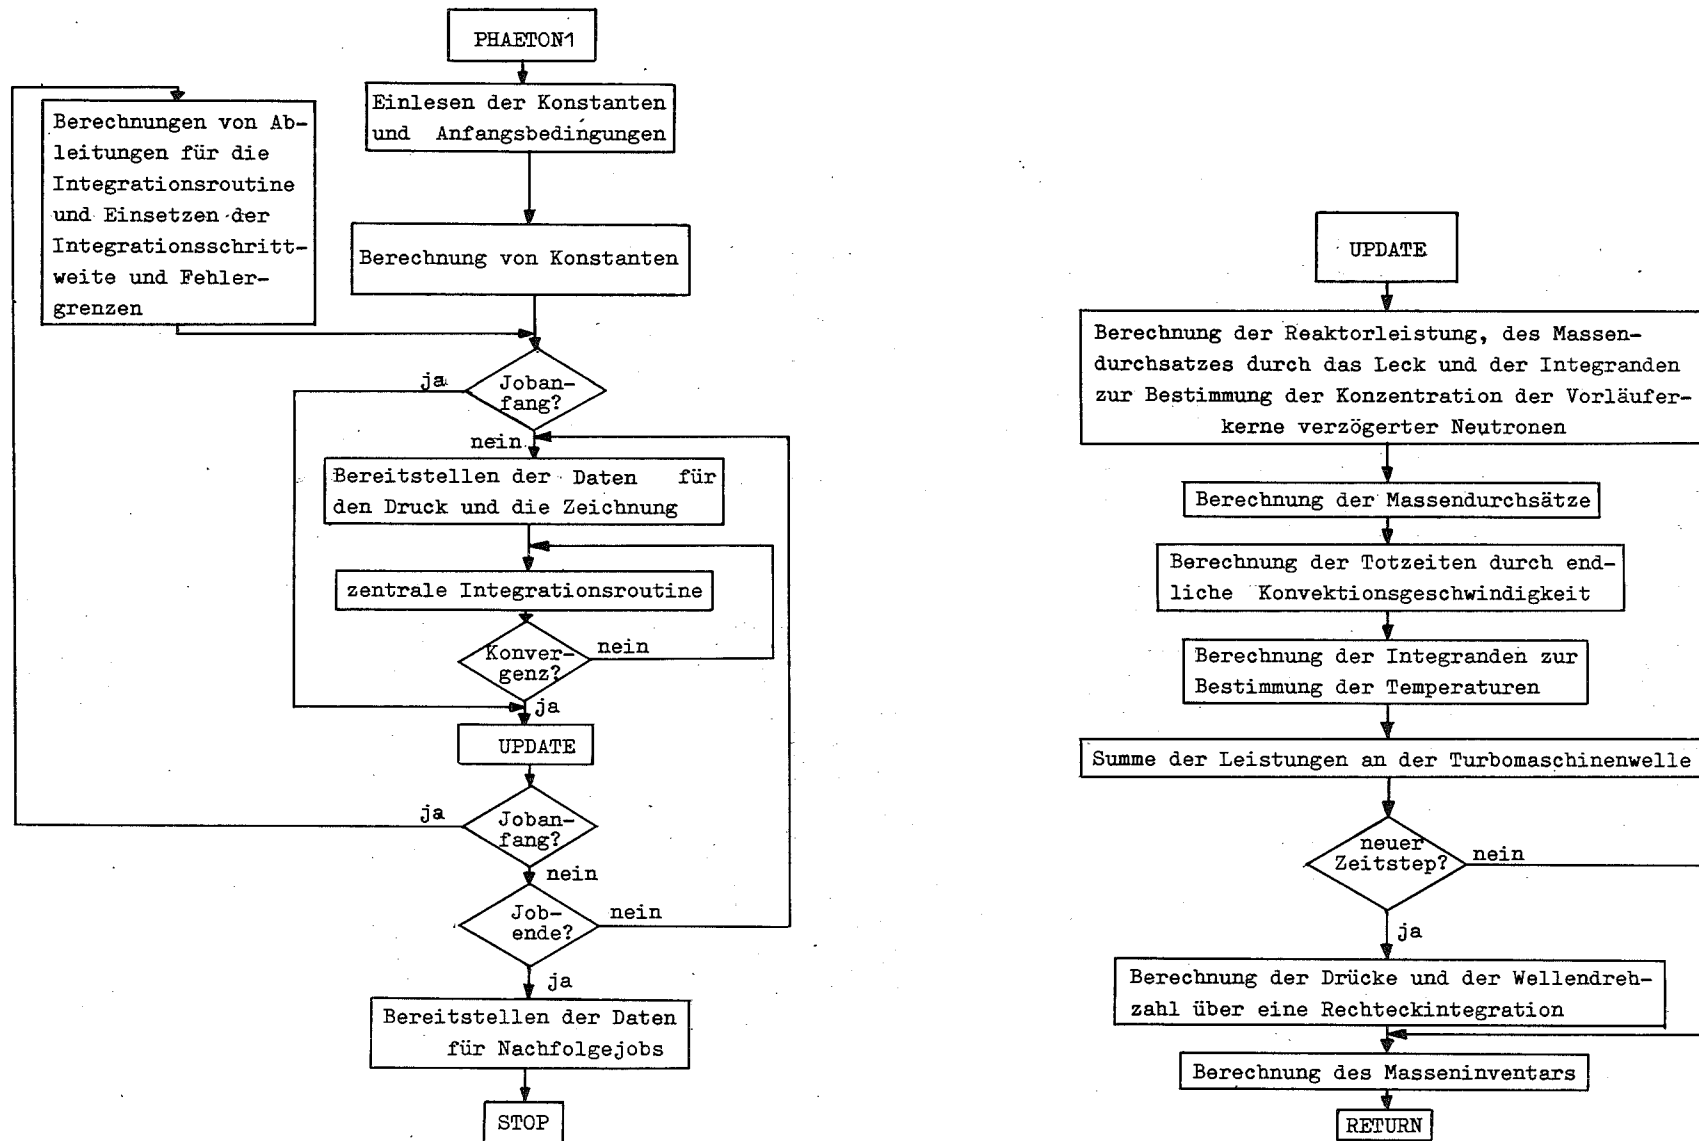 PHAETON1
Einlesen der Konstanten
und Anfangsbedingungen
Berechnungen von Ab-
leitungen für die
Integrationsroutine
und Einsetzen der
Integrationsschritt-
weite und Fehler-
grenzen
Berechnung von Konstanten
ja
Joban-
fang?
nein
Bereitstellen der Daten für
den Druck und die Zeichnung
zentrale Integrationsroutine
Konver-
genz?
nein
ja
UPDATE
ja
Joban-
fang?
nein
Job-
ende?
nein
ja
Bereitstellen der Daten
für Nachfolgejobs
STOP
UPDATE
Berechnung der Reaktorleistung, des Massen-
durchsatzes durch das Leck und der Integranden
zur Bestimmung der Konzentration der Vorläufer-
kerne verzögerter Neutronen
Berechnung der Massendurchsätze
Berechnung der Totzeiten durch end-
liche Konvektionsgeschwindigkeit
Berechnung der Integranden zur
Bestimmung der Temperaturen
Summe der Leistungen an der Turbomaschinenwelle
neuer
Zeitstep?
nein
ja
Berechnung der Drücke und der Wellendreh-
zahl über eine Rechteckintegration
Berechnung des Masseninventars
RETURN